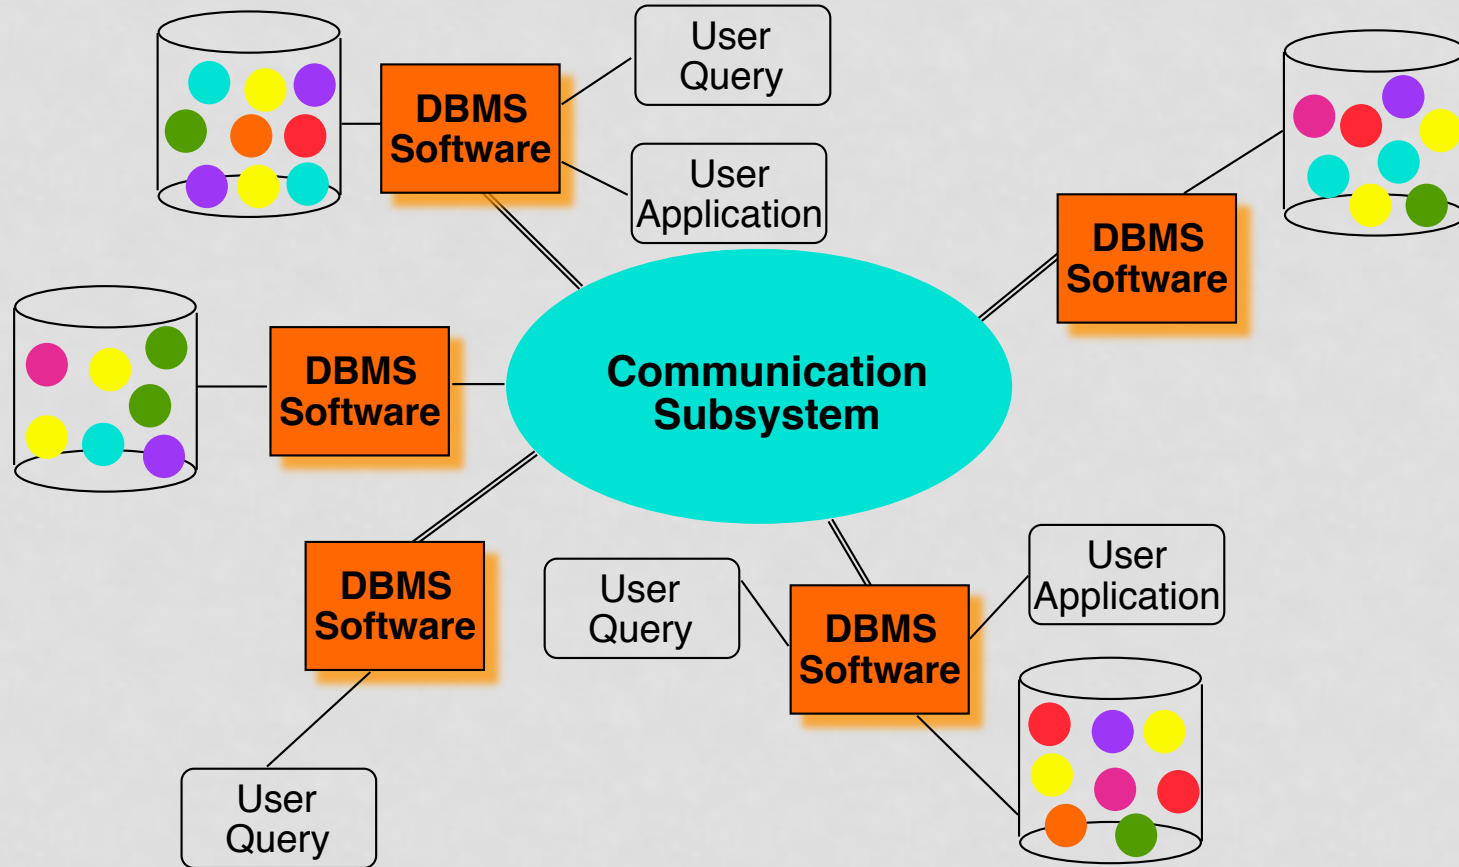 User
Query
DBMS
Software
User
Application
DBMS
Software
DBMS
Software
Communication
Subsystem
DBMS
Software
User
Query
DBMS
Software
User
Application
User
Query